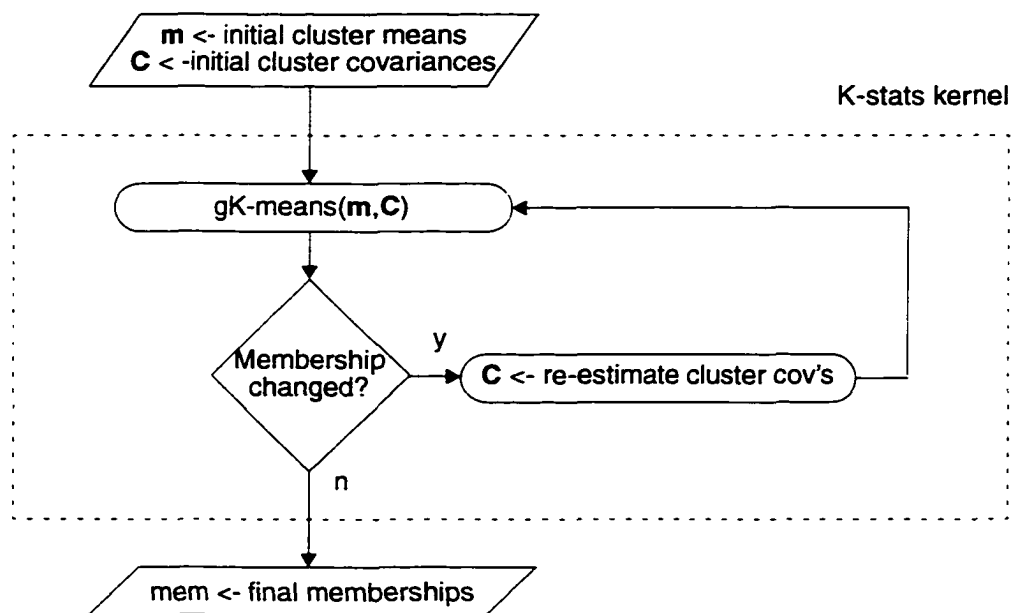 m <- initial cluster means
C < -initial cluster covariances
K-stats kernel
gK-means(m,C)
Membership
changed?
y
C <- re-estimate cluster cov's
n
mem <- final memberships